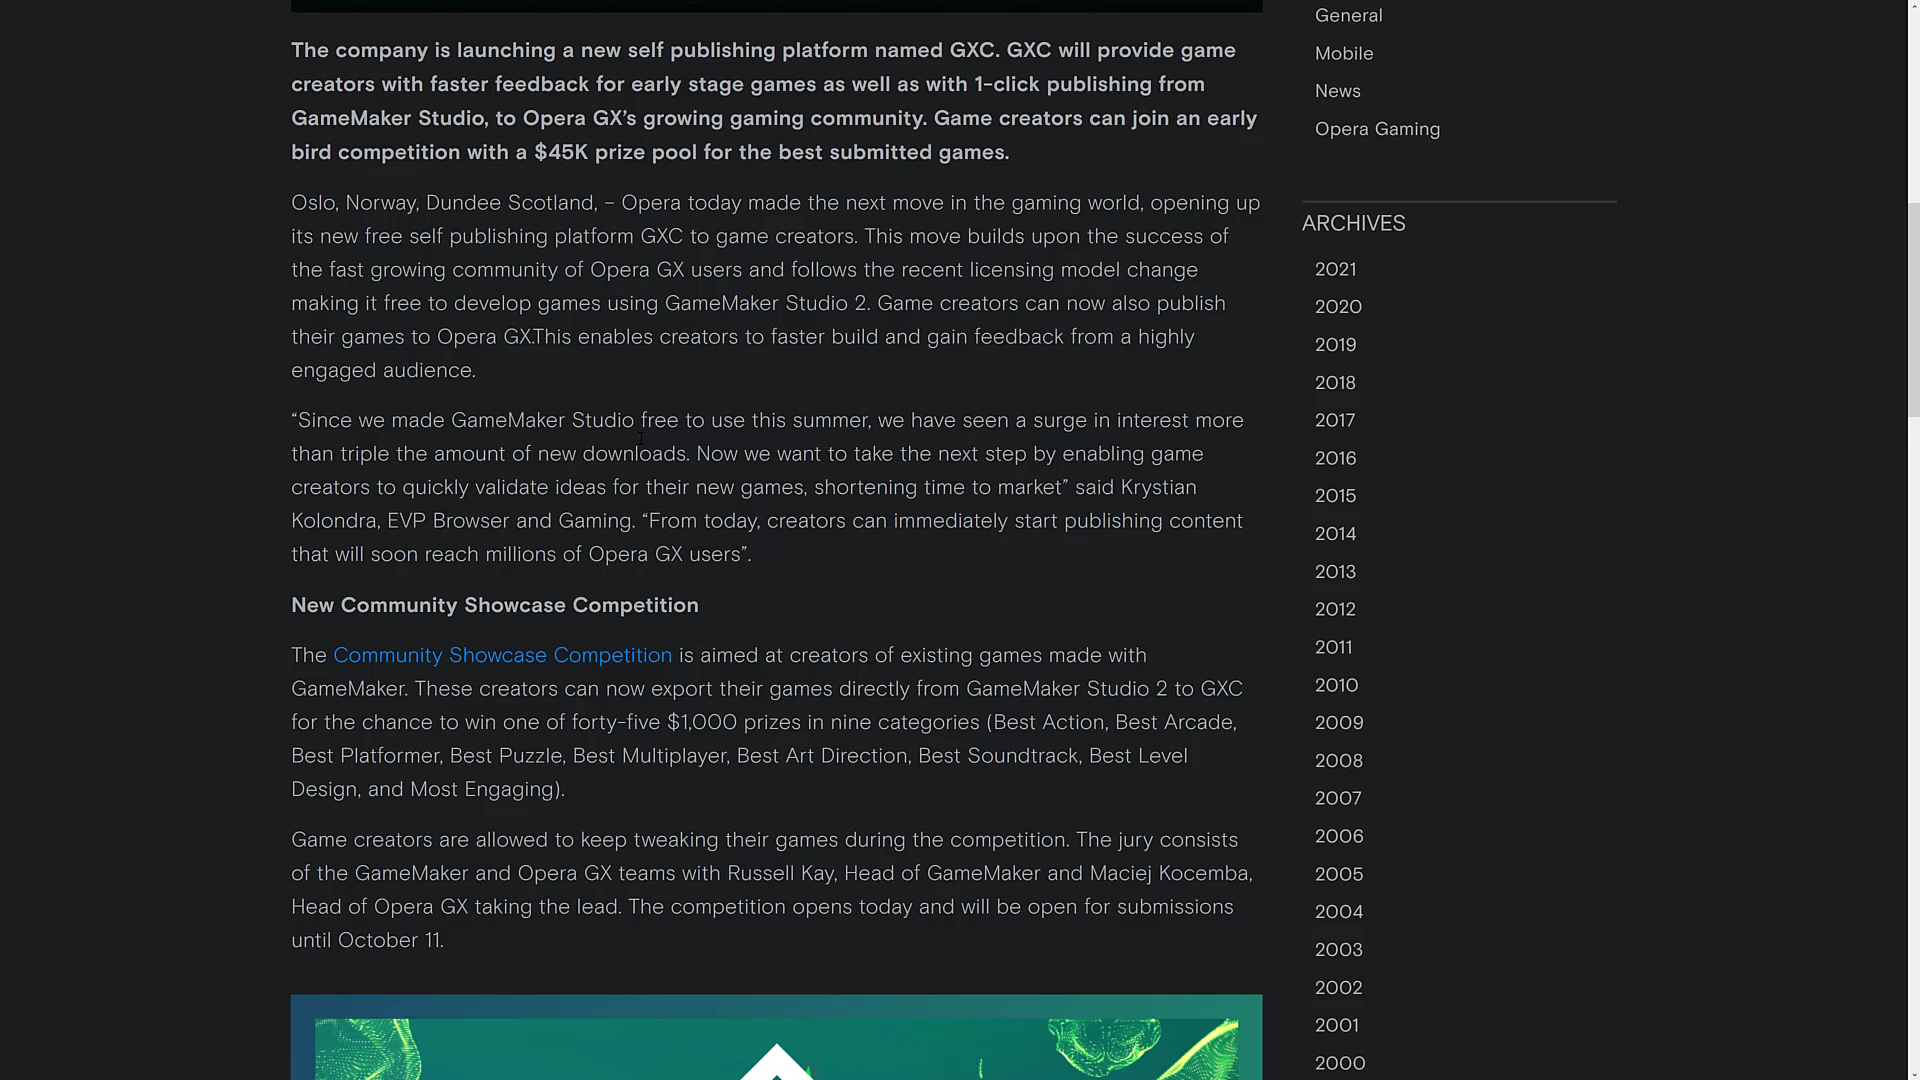 The company is launching a new self publishing platform named GXC. GXC will provide game
creators with faster feedback for early stage games as well as with 1-click publishing from
GameMaker Studio, to Opera GX’s growing gaming community. Game creators can join an early
bird competition with a $45K prize pool for the best submitted games.
Oslo, Norway, Dundee Scotland, – Opera today made the next move in the gaming world, opening up
its new free self publishing platform GXC to game creators. This move builds upon the success of
the fast growing community of Opera GX users and follows the recent licensing model change
making it free to develop games using GameMaker Studio 2. Game creators can now also publish
their games to Opera GX.This enables creators to faster build and gain feedback from a highly
engaged audience.
“Since we made GameMaker Studio free to use this summer, we have seen a surge in interest more
than triple the amount of new downloads. Now we want to take the next step by enabling game
creators to quickly validate ideas for their new games, shortening time to market” said Krystian
Kolondra, EVP Browser and Gaming. “From today, creators can immediately start publishing content
that will soon reach millions of Opera GX users”.
New Community Showcase Competition
The Community Showcase Competition is aimed at creators of existing games made with
GameMaker. These creators can now export their games directly from GameMaker Studio 2 to GXC
for the chance to win one of forty-five $1,000 prizes in nine categories (Best Action, Best Arcade,
Best Platformer, Best Puzzle, Best Multiplayer, Best Art Direction, Best Soundtrack, Best Level
Design, and Most Engaging).
Game creators are allowed to keep tweaking their games during the competition. The jury consists
of the GameMaker and Opera GX teams with Russell Kay, Head of GameMaker and Maciej Kocemba,
Head of Opera GX taking the lead. The competition opens today and will be open for submissions
until October 11.
General
Mobile
News
Opera Gaming
ARCHIVES
2021
2020
2019
2018
2017
2016
2015
2014
2013
2012
2011
2010
2009
2008
2007
2006
2005
2004
2003
2002
2001
2000